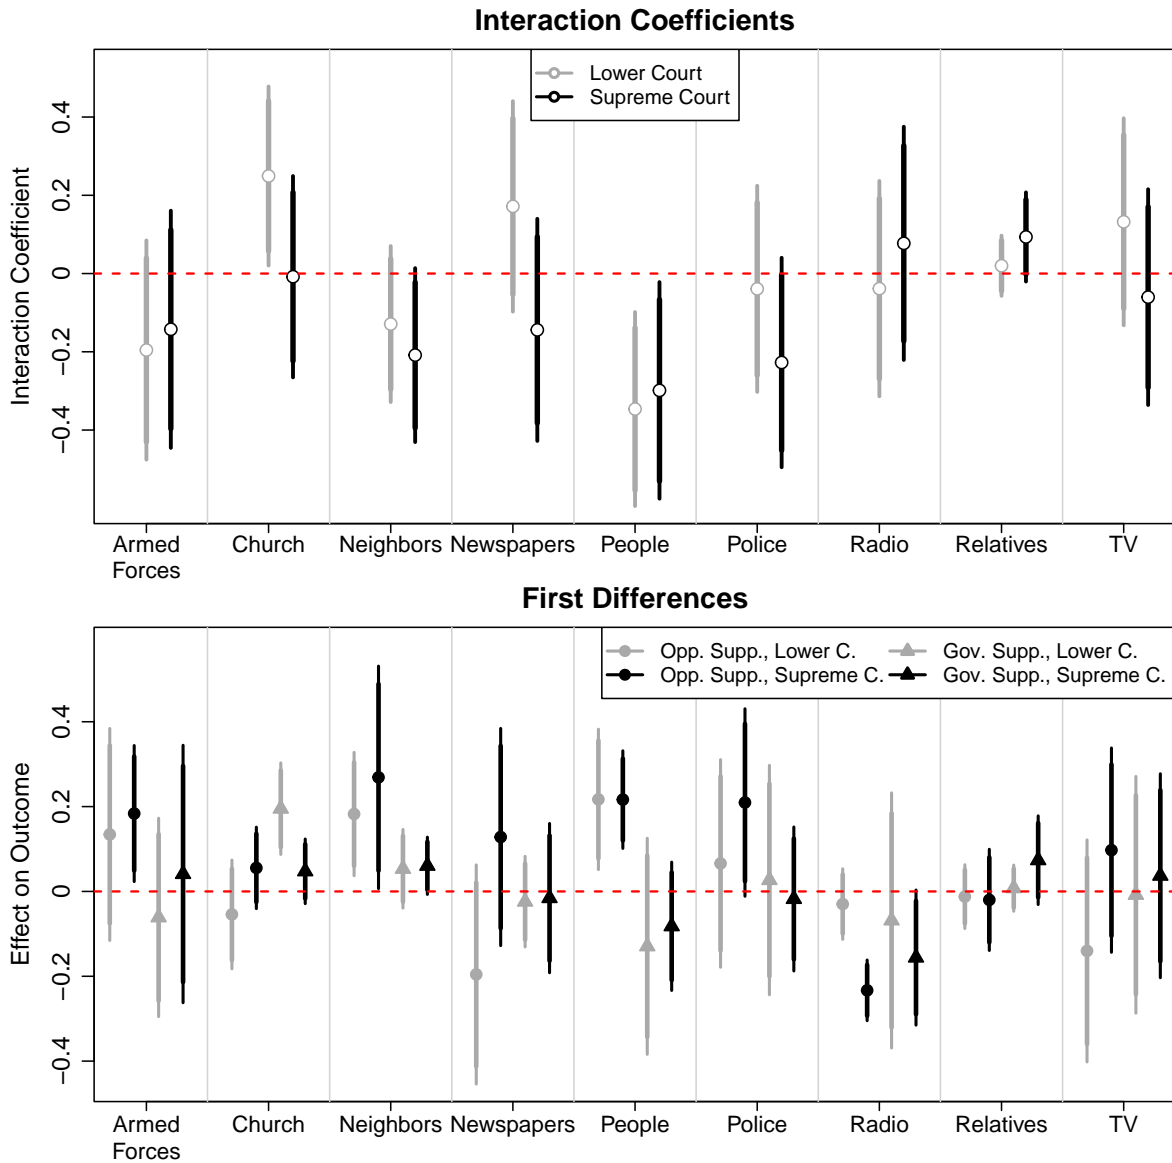 Interaction Coefficients
Lower Court
Supreme Court
Interaction Coefficient
0.4
0.2
0
−0.2
−0.4
Armed Forces Church Neighbors Newspapers People Police Radio Relatives TV
First Differences
Opp. Supp., Lower C. Gov. Supp., Lower C.
Opp. Supp., Supreme C. Gov. Supp., Supreme C.
Effect on Outcome
0.4
0.2
0
−0.2
−0.4
Armed Forces Church Neighbors Newspapers People Police Radio Relatives TV